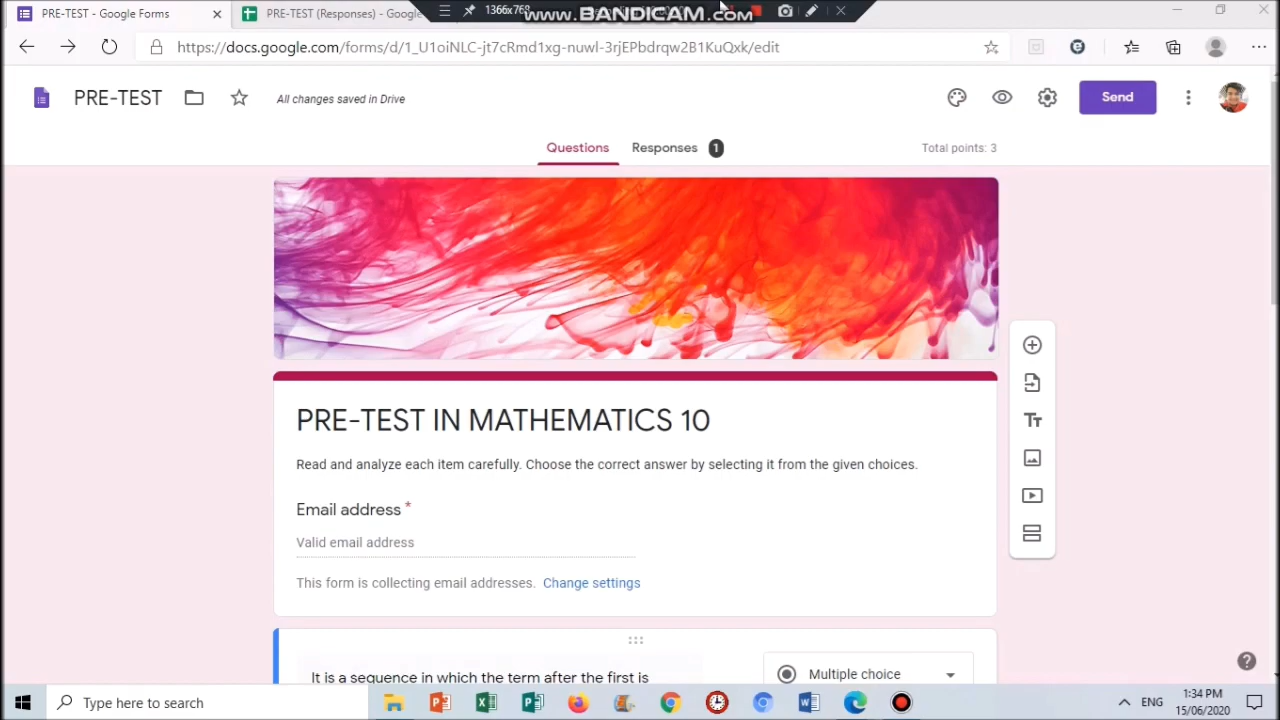 PRE-TEST - Google Forms
PRE-TEST (Responses) - Google
1366x768
www.BANDICAM.com
https://docs.google.com/forms/d/1_U1oiNLC-jt7cRmd1xg-nuwl-3rjEPbdrqw2B1KuQxk/edit
PRE-TEST
All changes saved in Drive
Send
Questions
Responses 1
Total points: 3
PRE-TEST IN MATHEMATICS 10
Read and analyze each item carefully. Choose the correct answer by selecting it from the given choices.
Email address *
Valid email address
This form is collecting email addresses. Change settings
It is a sequence in which the term after the first is
Multiple choice
Type here to search
ENG
1:34 PM
15/06/2020